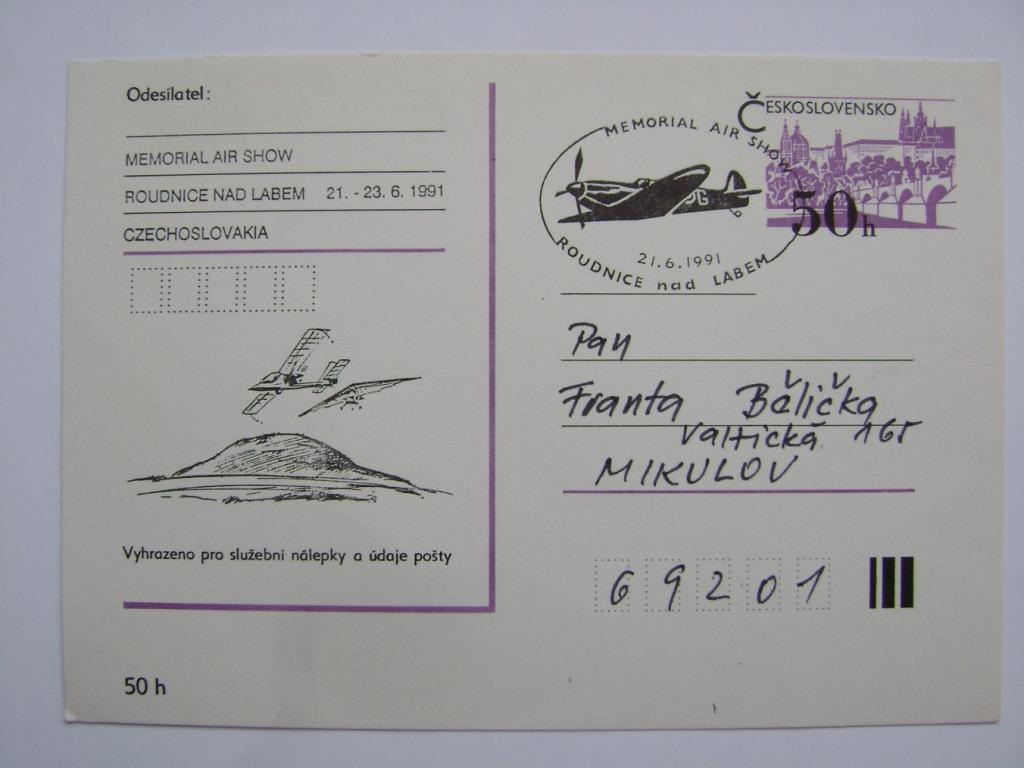 Odesílatel:
MEMORIAL AIR SHOW
ROUDNICE NAD LABEM 21. - 23. 6. 1991
CZECHOSLOVAKIA
Vyhrazeno pro služební nálepky a údaje pošty
50 h
MEMORIAL AIR SHOW
DG
21.6.1991
ROUDNICE nad LABEM
ČESKOSLOVENSKO
50h
Pan
Franta Bělička
Valtická
MIKULOV
69201